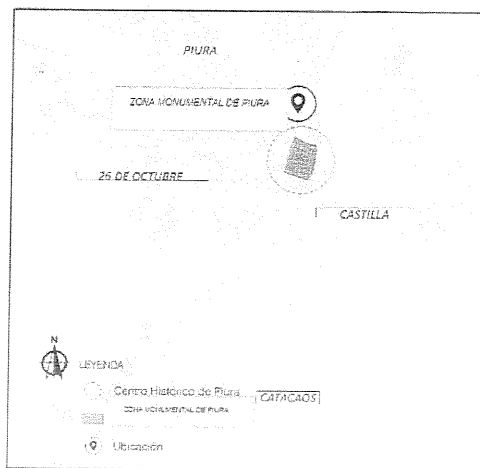 PIURA
ZONA MONUMENTAL DE PIURA
26 DE OCTUBRE
CASTILLA
N
LEYENDA
Centro Histórico de Piura
CATACAOS
ZONA MONUMENTAL DE PIURA
Ubicación